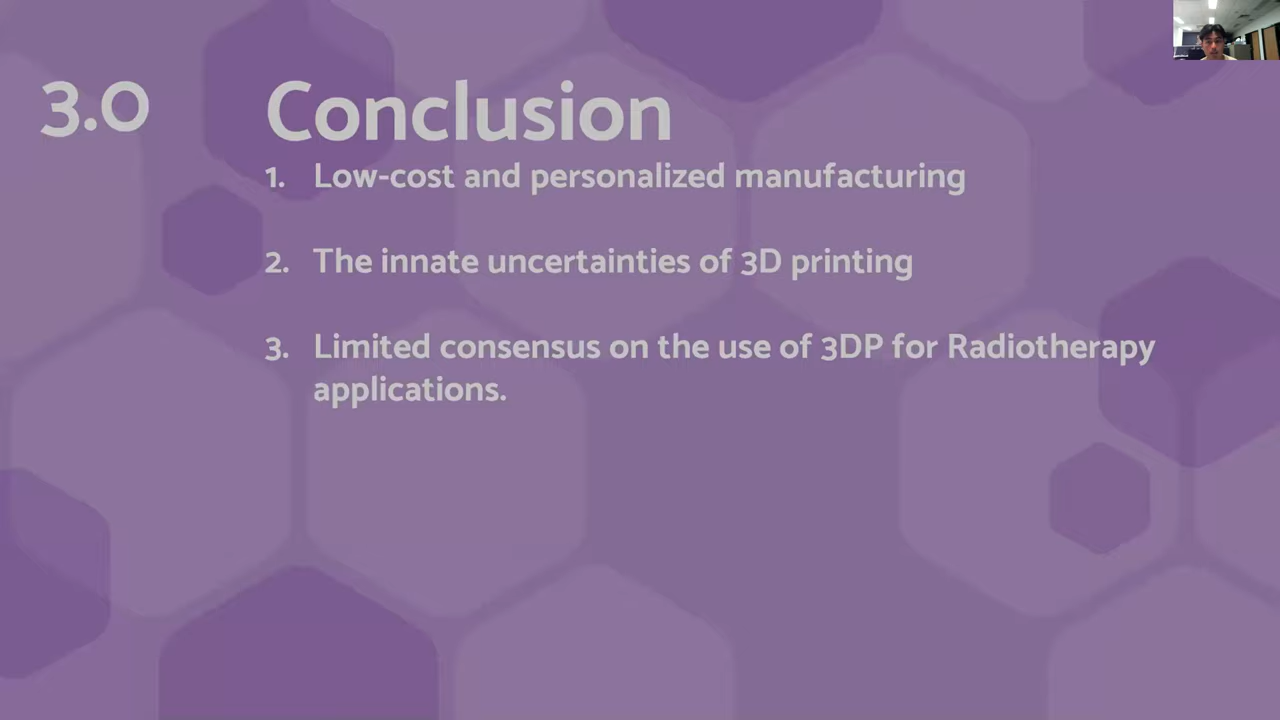 3.0 Conclusion
1. Low-cost and personalized manufacturing
2. The innate uncertainties of 3D printing
3. Limited consensus on the use of 3DP for Radiotherapy
applications.